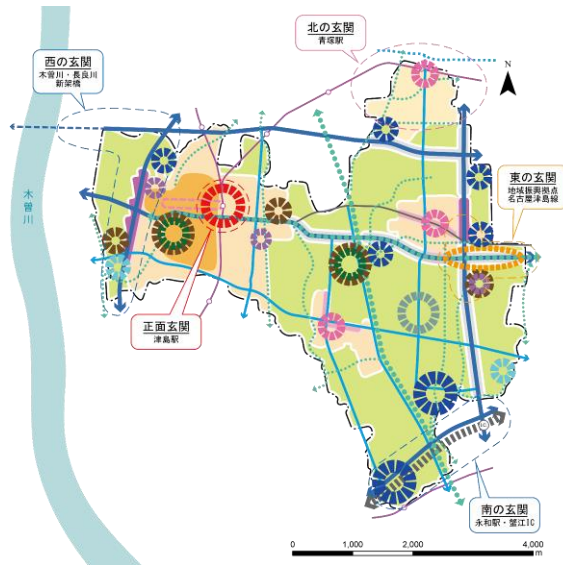 北の玄関
青塚駅
西の玄関
木曽川・長良川
新架橋
N
東の玄関
地域振興拠点
名古屋津島線
木曽川
正面玄関
津島駅
南の玄関
永和駅・蟹江IC
0 1,000 2,000 4,000
m